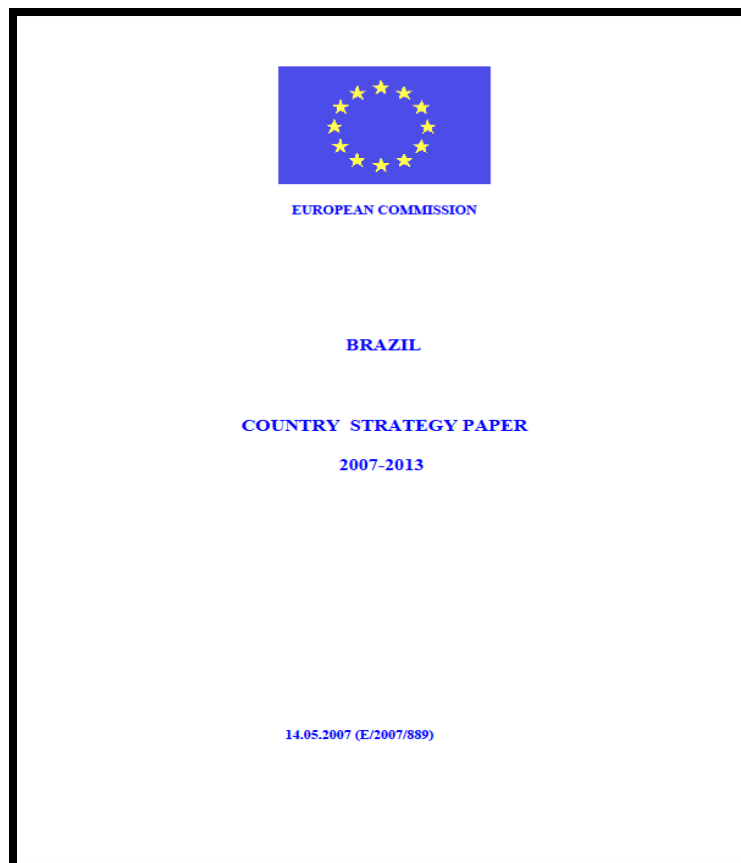 EUROPEAN COMMISSION
BRAZIL
COUNTRY STRATEGY PAPER
2007-2013
14.05.2007 (E/2007/889)